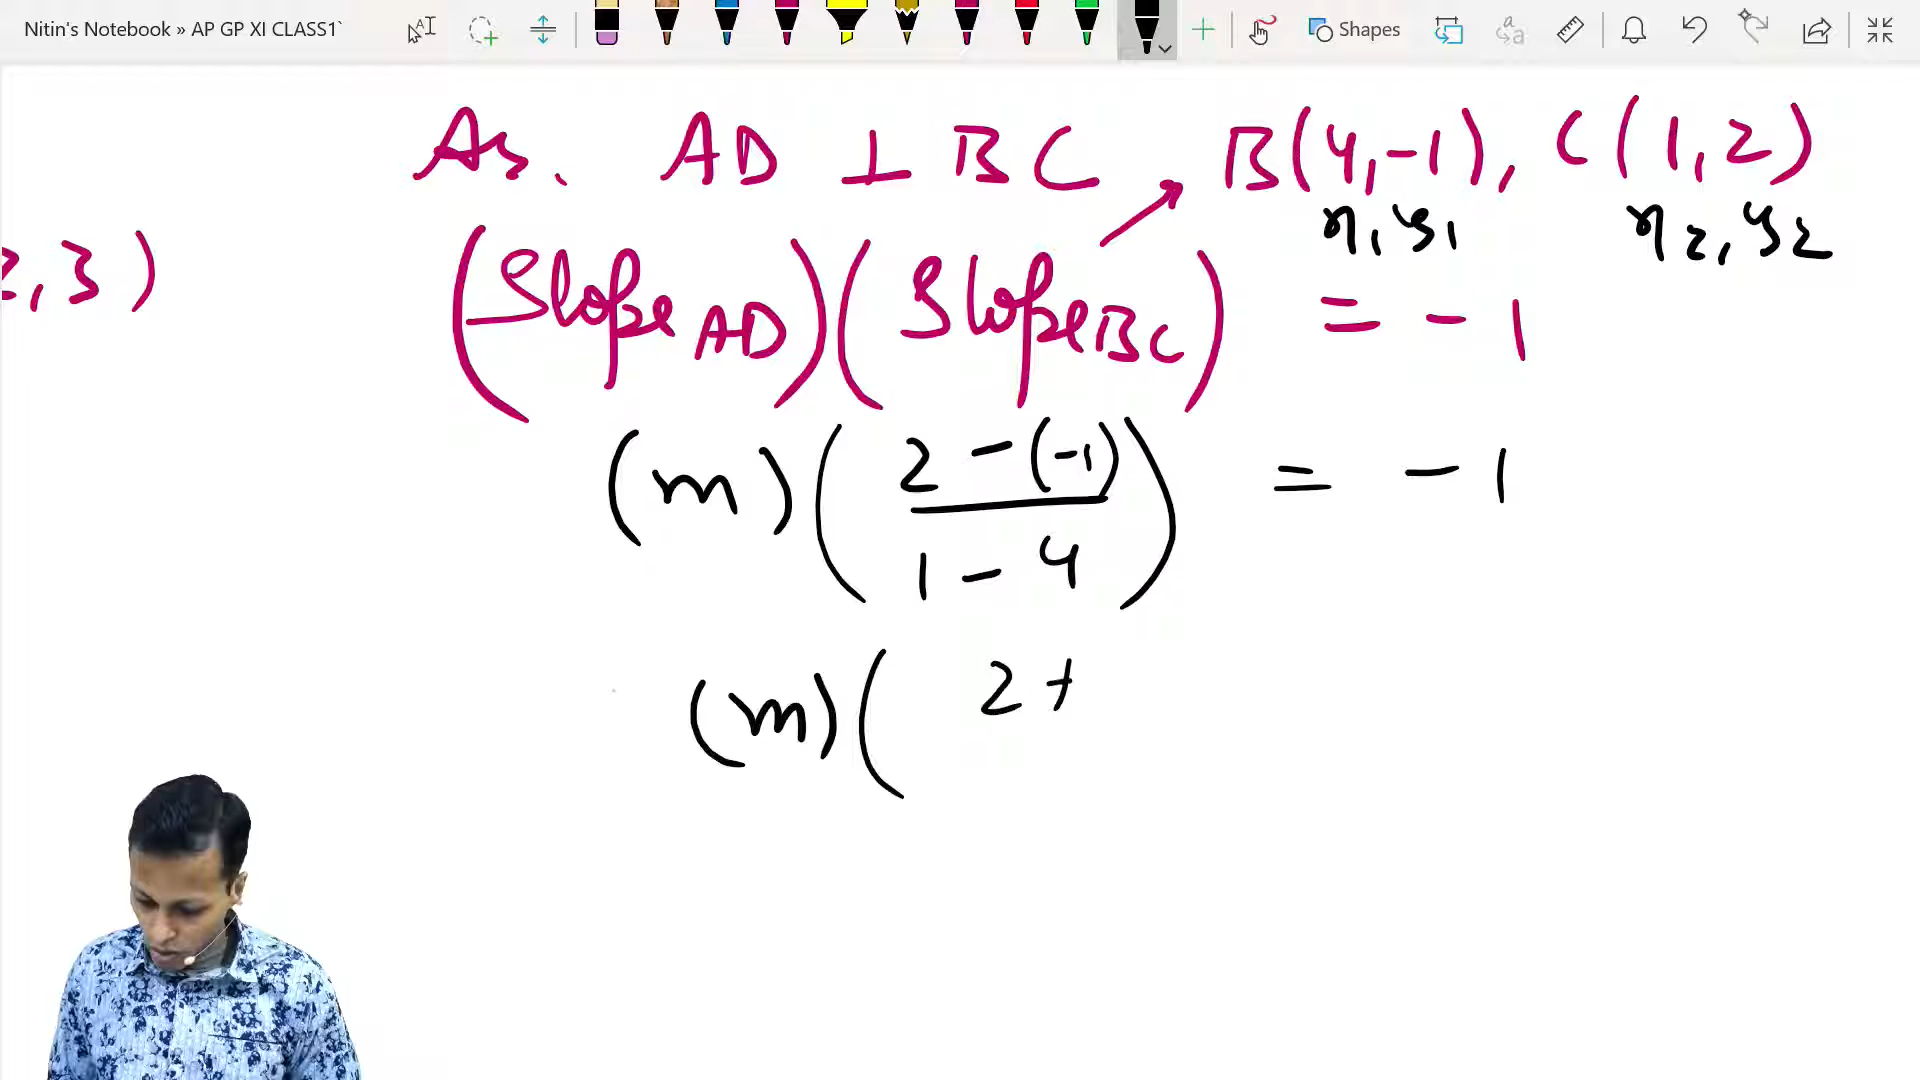 Nitin's Notebook » AP GP XI CLASS1`
Shapes
As. AD ⊥ BC B(4,-1), C(1,2)
x1,y1 x2,y2
2,3)
(Slope AD)(Slope BC) = -1
(m)(2-(-1)/1-4) = -1
(m)( 2+